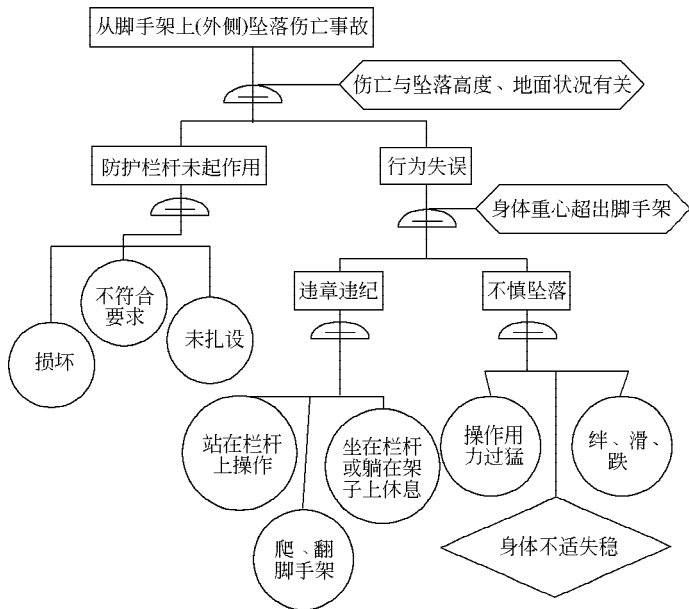 从脚手架上(外侧)坠落伤亡事故
伤亡与坠落高度、地面状况有关
防护栏杆未起作用
行为失误
身体重心超出脚手架
不符合
要求
损坏
未扎设
违章违纪
不慎坠落
站在栏杆
上操作
坐在栏杆
或躺在架
子上休息
爬、翻
脚手架
操作用
力过猛
绊、滑、
跌
身体不适失稳